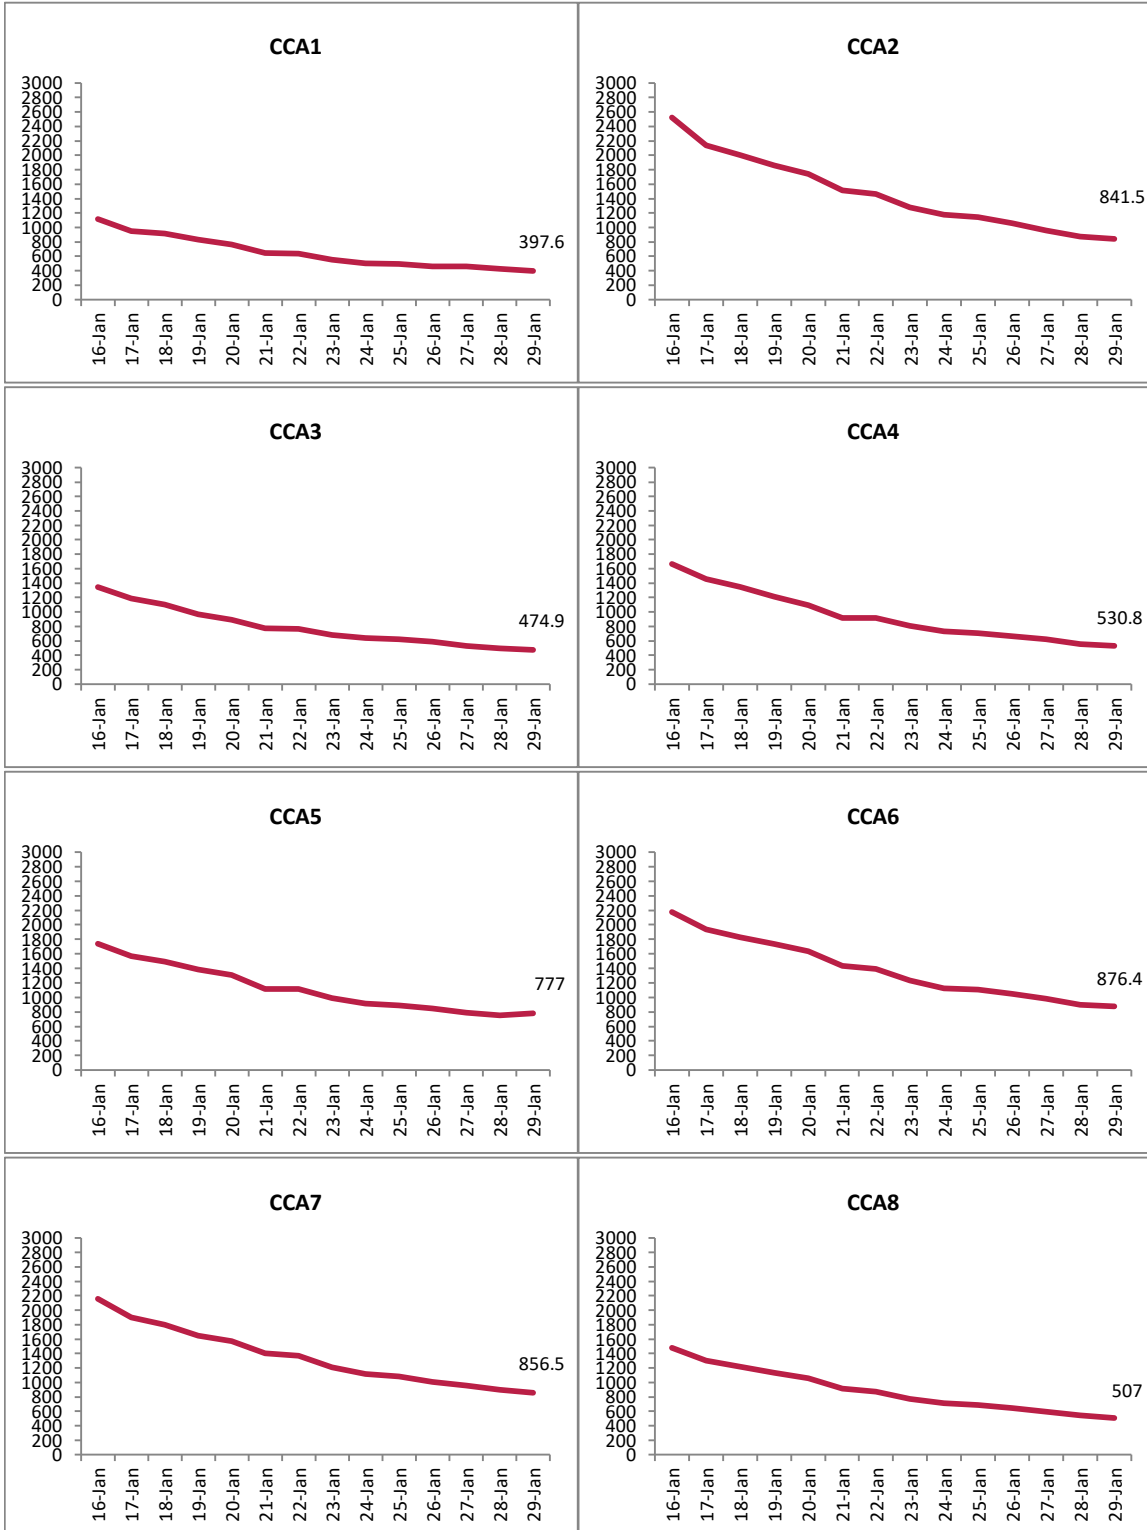 CCA1
3000
2800
2600
2400
2200
2000
1800
1600
1400
1200
1000
800
600
400
200
0
397.6
16-Jan
17-Jan
18-Jan
19-Jan
20-Jan
21-Jan
22-Jan
23-Jan
24-Jan
25-Jan
26-Jan
27-Jan
28-Jan
29-Jan
CCA2
3000
2800
2600
2400
2200
2000
1800
1600
1400
1200
1000
800
600
400
200
0
841.5
16-Jan
17-Jan
18-Jan
19-Jan
20-Jan
21-Jan
22-Jan
23-Jan
24-Jan
25-Jan
26-Jan
27-Jan
28-Jan
29-Jan
CCA3
3000
2800
2600
2400
2200
2000
1800
1600
1400
1200
1000
800
600
400
200
0
474.9
16-Jan
17-Jan
18-Jan
19-Jan
20-Jan
21-Jan
22-Jan
23-Jan
24-Jan
25-Jan
26-Jan
27-Jan
28-Jan
29-Jan
CCA4
3000
2800
2600
2400
2200
2000
1800
1600
1400
1200
1000
800
600
400
200
0
530.8
16-Jan
17-Jan
18-Jan
19-Jan
20-Jan
21-Jan
22-Jan
23-Jan
24-Jan
25-Jan
26-Jan
27-Jan
28-Jan
29-Jan
CCA5
3000
2800
2600
2400
2200
2000
1800
1600
1400
1200
1000
800
600
400
200
0
777
16-Jan
17-Jan
18-Jan
19-Jan
20-Jan
21-Jan
22-Jan
23-Jan
24-Jan
25-Jan
26-Jan
27-Jan
28-Jan
29-Jan
CCA6
3000
2800
2600
2400
2200
2000
1800
1600
1400
1200
1000
800
600
400
200
0
876.4
16-Jan
17-Jan
18-Jan
19-Jan
20-Jan
21-Jan
22-Jan
23-Jan
24-Jan
25-Jan
26-Jan
27-Jan
28-Jan
29-Jan
CCA7
3000
2800
2600
2400
2200
2000
1800
1600
1400
1200
1000
800
600
400
200
0
856.5
16-Jan
17-Jan
18-Jan
19-Jan
20-Jan
21-Jan
22-Jan
23-Jan
24-Jan
25-Jan
26-Jan
27-Jan
28-Jan
29-Jan
CCA8
3000
2800
2600
2400
2200
2000
1800
1600
1400
1200
1000
800
600
400
200
0
507
16-Jan
17-Jan
18-Jan
19-Jan
20-Jan
21-Jan
22-Jan
23-Jan
24-Jan
25-Jan
26-Jan
27-Jan
28-Jan
29-Jan